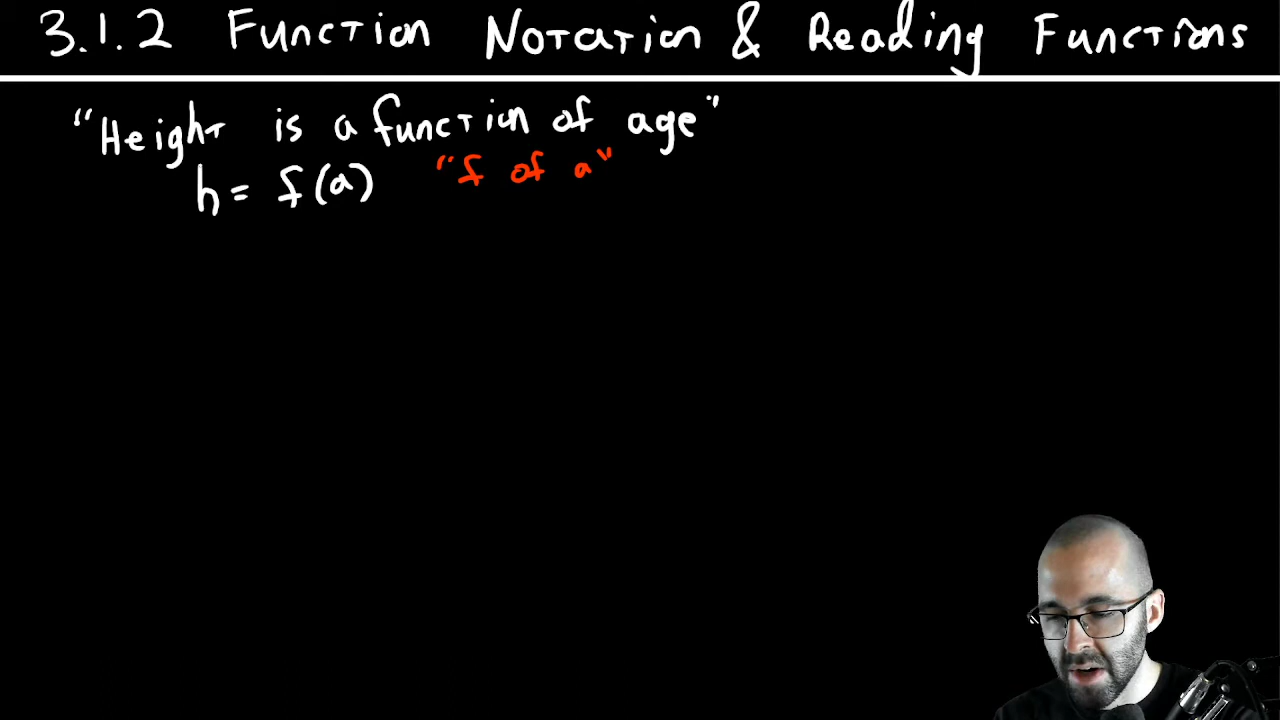 3.1.2 Function Notation & Reading Functions
"Height is a function of age"
h = f(a) "f of a"